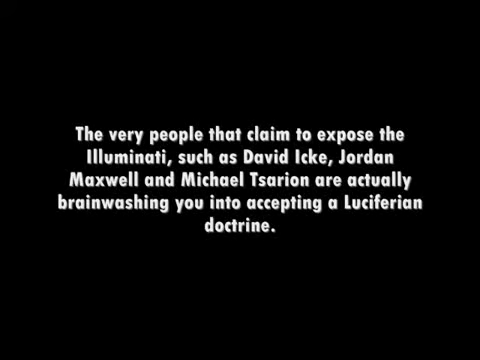 The very people that claim to expose the
Illuminati, such as David Icke, Jordan
Maxwell and Michael Tsarion are actually
brainwashing you into accepting a Luciferian
doctrine.